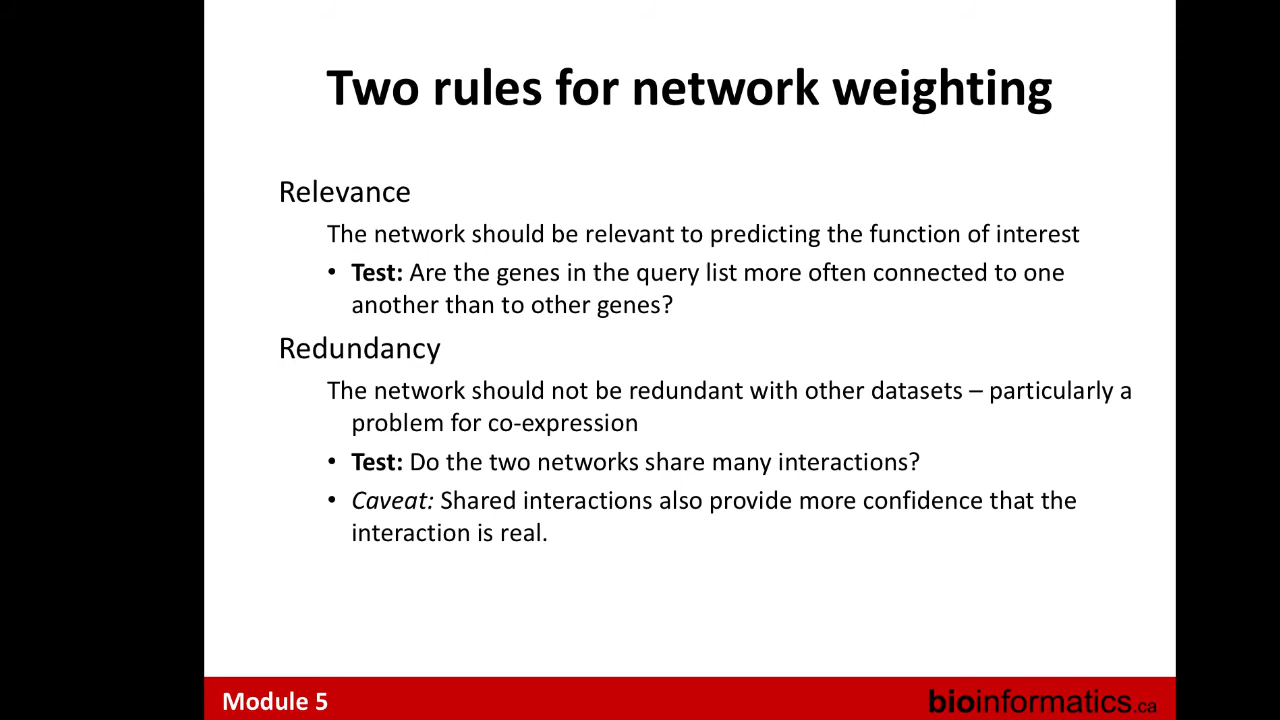 Two rules for network weighting
Relevance
The network should be relevant to predicting the function of interest
• Test: Are the genes in the query list more often connected to one
another than to other genes?
Redundancy
The network should not be redundant with other datasets – particularly a
problem for co-expression
• Test: Do the two networks share many interactions?
• Caveat: Shared interactions also provide more confidence that the
interaction is real.
Module 5
bioinformatics.ca